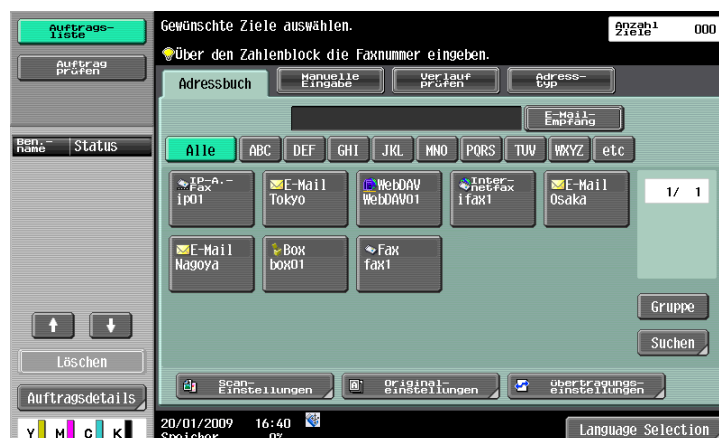 Auftrags-
liste
Auftrag
prüfen
Ben.-
name
Status
Löschen
Auftragsdetails
Y M C K
Gewünschte Ziele auswählen.
Anzahl
Ziele
000
Über den Zahlenblock die Faxnummer eingeben.
Adressbuch
Manuelle
Eingabe
Verlauf
prüfen
Adress-
typ
E-Mail-
Empfang
Alle ABC DEF GHI JKL MNO PQRS TUV WXYZ etc
IP-A.-
Fax
ip01
E-Mail
Tokyo
WebDAV
WebDAV01
Inter-
netfax
ifax1
E-Mail
Osaka
1/ 1
E-Mail
Nagoya
Box
box01
Fax
fax1
Gruppe
Suchen
Scan-
Einstellungen
Original-
einstellungen
übertragungs-
einstellungen
20/01/2009 16:40
Speicher 0%
Language Selection